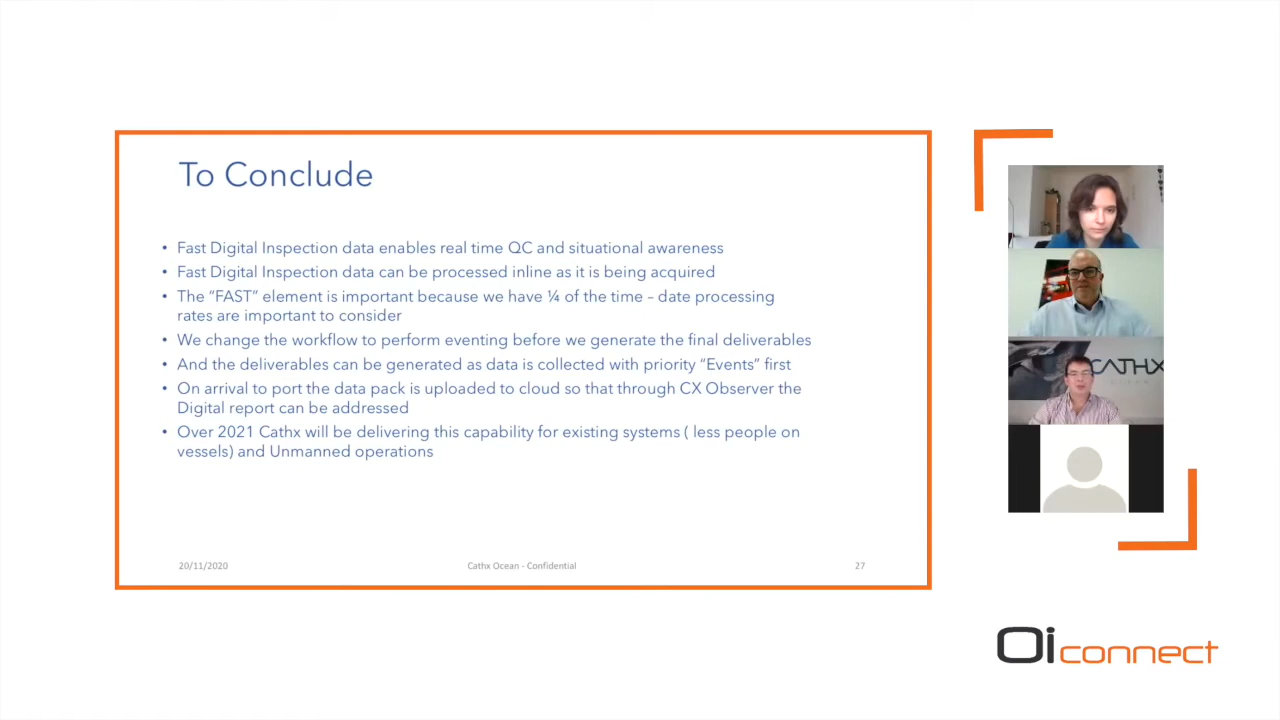 To Conclude
• Fast Digital Inspection data enables real time QC and situational awareness
• Fast Digital Inspection data can be processed inline as it is being acquired
• The “FAST” element is important because we have ¼ of the time – date processing
rates are important to consider
• We change the workflow to perform eventing before we generate the final deliverables
• And the deliverables can be generated as data is collected with priority “Events” first
• On arrival to port the data pack is uploaded to cloud so that through CX Observer the
Digital report can be addressed
• Over 2021 Cathx will be delivering this capability for existing systems ( less people on
vessels) and Unmanned operations
20/11/2020
Cathx Ocean - Confidential
27
CATHX
Oi connect